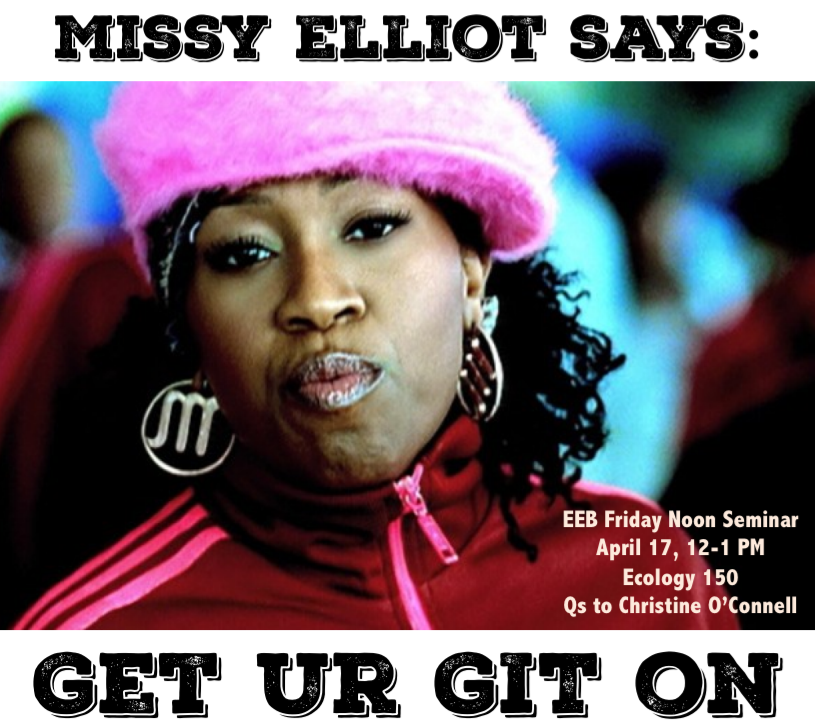 MISSY ELLIOT SAYS:
EEB Friday Noon Seminar
April 17, 12-1 PM
Ecology 150
Qs to Christine O'Connell
GET UR GIT ON